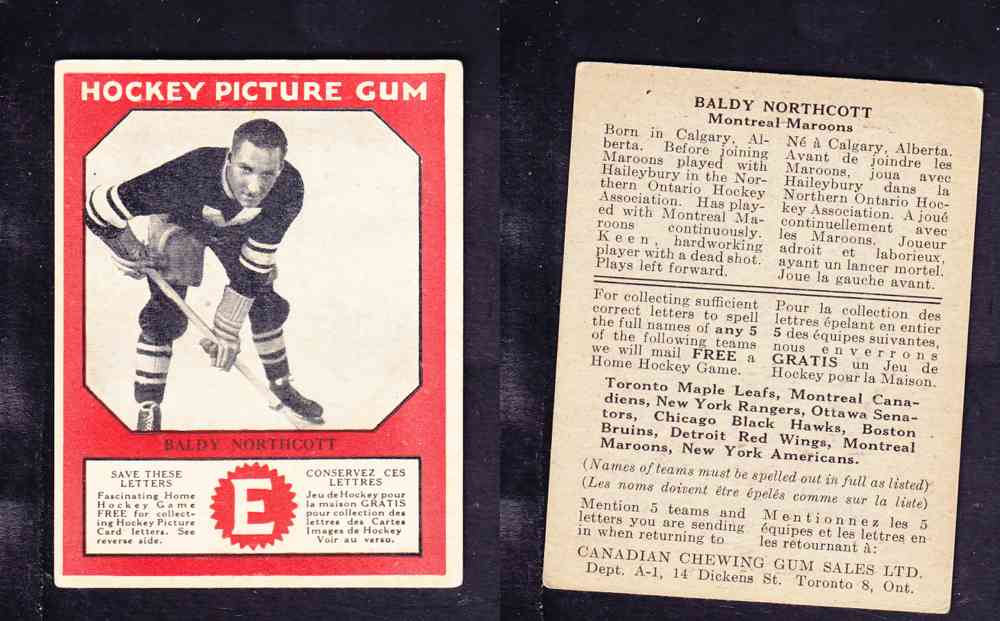 HOCKEY PICTURE GUM
BALDY NORTHCOTT
SAVE THESE
LETTERS
Fascinating Home
Hockey Game
FREE for collect-
ing Hockey Picture
Card letters. See
reverse side.
E
CONSERVEZ CES
LETTRES
Jeu de Hockey pour
la maison GRATIS
pour collection des
lettres des Cartes
Images de Hockey
Voir au verso.
BALDY NORTHCOTT
Montreal Maroons
Born in Calgary, Al-
berta. Before joining
Maroons played with
Haileybury in the Nor-
thern Ontario Hockey
Association. Has play-
ed with Montreal Ma-
roons continuously.
Keen, hardworking
player with a dead shot.
Plays left forward.
Né à Calgary, Alberta.
Avant de joindre les
Maroons, joua avec
Haileybury dans la
Northern Ontario Hoc-
key Association. A joué
continuellement avec
les Maroons. Joueur
adroit et laborieux,
ayant un lancer mortel.
Joue la gauche avant.
For collecting sufficient
correct letters to spell
the full names of any 5
of the following teams
we will mail FREE a
Home Hockey Game.
Pour la collection des
lettres épelant en entier
5 des équipes suivantes,
nous enverrons
GRATIS un Jeu de
Hockey pour la Maison.
Toronto Maple Leafs, Montreal Cana-
diens, New York Rangers, Ottawa Sena-
tors, Chicago Black Hawks, Boston
Bruins, Detroit Red Wings, Montreal
Maroons, New York Americans.
(Names of teams must be spelled out in full as listed)
(Les noms doivent être épelés comme sur la liste)
Mention 5 teams and
letters you are sending
in when returning to
Mentionnez les 5
équipes et les lettres en
les retournant à:
CANADIAN CHEWING GUM SALES LTD.
Dept. A-1, 14 Dickens St. Toronto 8, Ont.